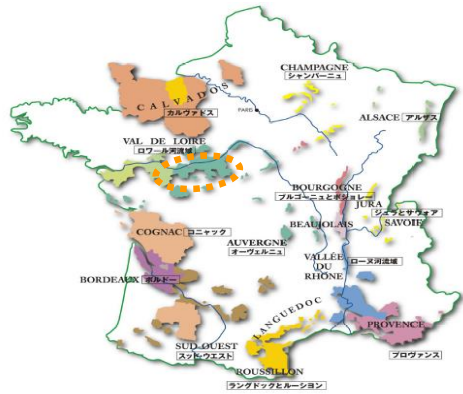 CHAMPAGNE
シャンパーニュ
CALVADOS
カルヴァドス
PARIS
ALSACE アルザス
VAL DE LOIRE
ロワール河流域
BOURGOGNE
ブルゴーニュとボジョレー
JURA
ジュラとサヴォア
SAVOIE
BEAUJOLAIS
COGNAC コニャック
AUVERGNE
オーヴェルニュ
VALLÉE
DU
RHÔNE
ローヌ河流域
BORDEAUX ボルドー
LANGUEDOC
PROVENCE
プロヴァンス
SUD OUEST
スッド・ウエスト
ROUSSILLON
ラングドックとルーション